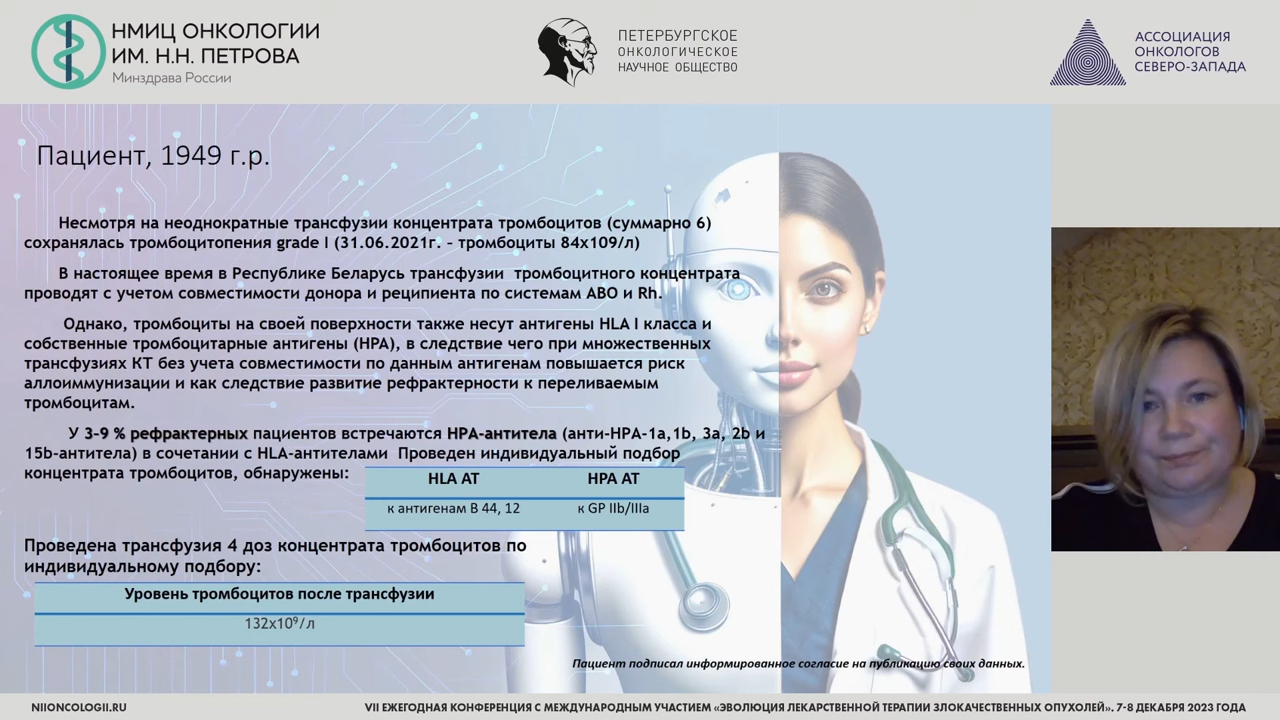 НМИЦ ОНКОЛОГИИ
ИМ. Н.Н. ПЕТРОВА
Минздрава России
ПЕТЕРБУРГСКОЕ
ОНКОЛОГИЧЕСКОЕ
НАУЧНОЕ ОБЩЕСТВО
АССОЦИАЦИЯ
ОНКОЛОГОВ
СЕВЕРО-ЗАПАДА
Пациент, 1949 г.р.
Несмотря на неоднократные трансфузии концентрата тромбоцитов (суммарно 6)
сохранялась тромбоцитопения grade I (31.06.2021г. – тромбоциты 84х109/л)
В настоящее время в Республике Беларусь трансфузии тромбоцитного концентрата
проводят с учетом совместимости донора и реципиента по системам АВО и Rh.
Однако, тромбоциты на своей поверхности также несут антигены HLA I класса и
собственные тромбоцитарные антигены (HPA), в следствие чего при множественных
трансфузиях КТ без учета совместимости по данным антигенам повышается риск
аллоиммунизации и как следствие развитие рефрактерности к переливаемым
тромбоцитам.
У 3–9 % рефрактерных пациентов встречаются HPA-антитела (анти-HPA-1a,1b, 3a, 2b и
15b-антитела) в сочетании с HLA-антителами Проведен индивидуальный подбор
концентрата тромбоцитов, обнаружены:
HLA АТ HPA АТ
к антигенам В 44, 12 к GP IIb/IIIa
Проведена трансфузия 4 доз концентрата тромбоцитов по
индивидуальному подбору:
Уровень тромбоцитов после трансфузии
132х10⁹/л
Пациент подписал информированное согласие на публикацию своих данных.
NIIONCOLOGII.RU VII ЕЖЕГОДНАЯ КОНФЕРЕНЦИЯ С МЕЖДУНАРОДНЫМ УЧАСТИЕМ «ЭВОЛЮЦИЯ ЛЕКАРСТВЕННОЙ ТЕРАПИИ ЗЛОКАЧЕСТВЕННЫХ ОПУХОЛЕЙ». 7-8 ДЕКАБРЯ 2023 ГОДА